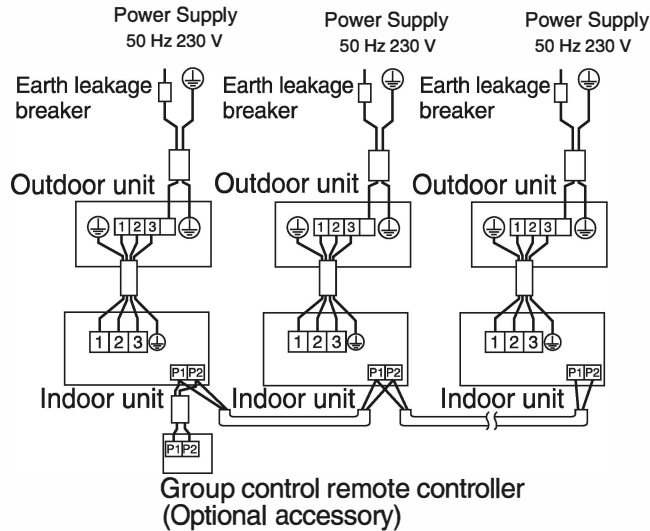 Power Supply
50 Hz 230 V
Power Supply
50 Hz 230 V
Power Supply
50 Hz 230 V
Earth leakage
breaker
Earth leakage
breaker
Earth leakage
breaker
Outdoor unit
Outdoor unit
Outdoor unit
1 2 3
1 2 3
1 2 3
1 2 3
1 2 3
1 2 3
P1 P2
P1 P2
P1 P2
Indoor unit
Indoor unit
Indoor unit
P1 P2
Group control remote controller
(Optional accessory)